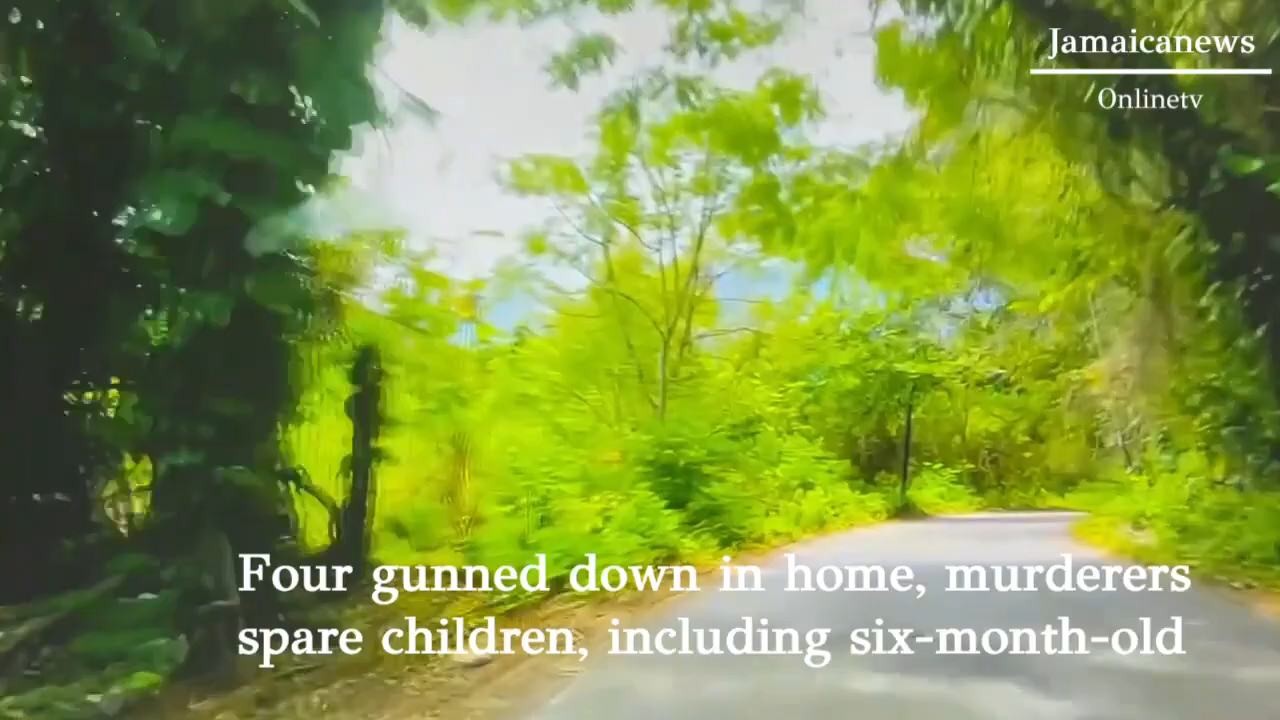 Jamaicanews
Onlinetv
Four gunned down in home, murderers
spare children, including six-month-old